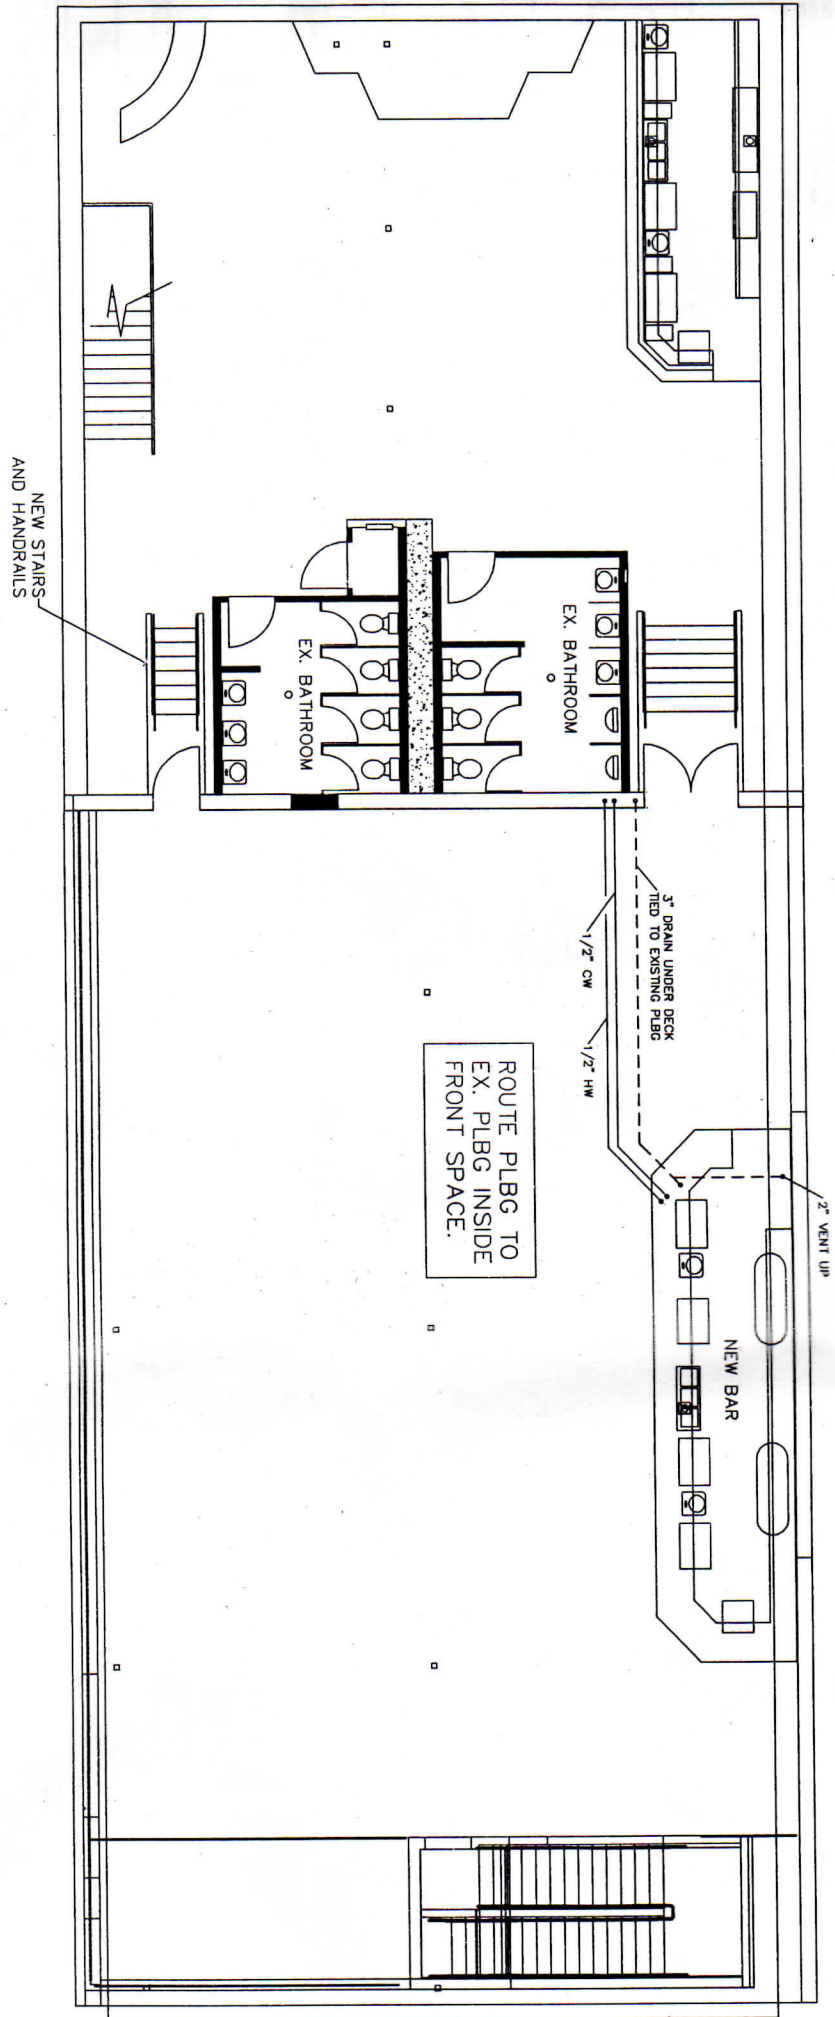 NEW STAIRS
AND HANDRAILS
EX. BATHROOM
EX. BATHROOM
3" DRAIN UNDER DECK
TIED TO EXISTING PLBG
1/2" CW
1/2" HW
ROUTE PLBG TO
EX. PLBG INSIDE
FRONT SPACE.
2" VENT UP
NEW BAR